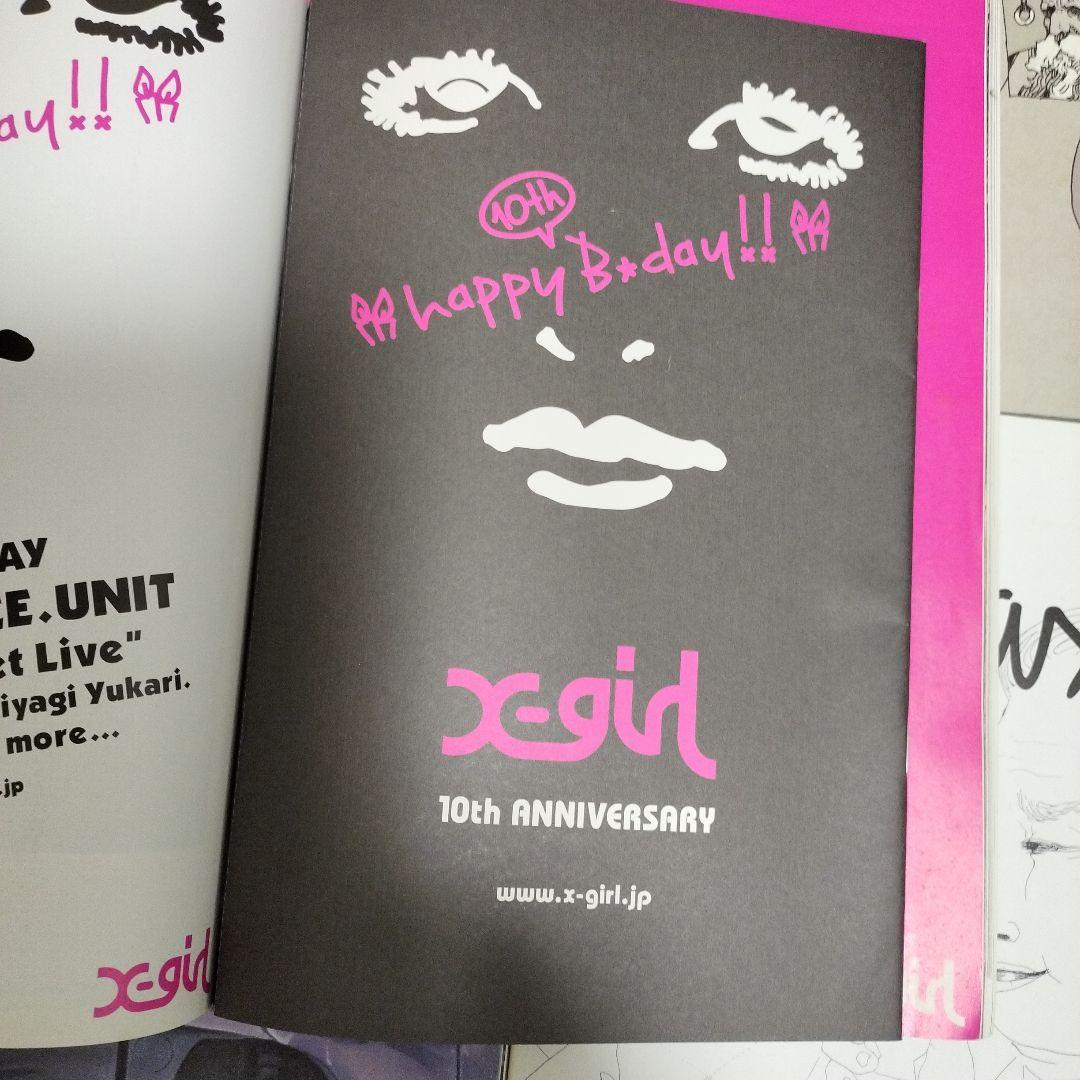 ay!!
AY
E.UNIT
et Live"
iyagi Yukari.
more...
.jp
x-girl
10th
happy B*day!!
x-girl
10th ANNIVERSARY
www.x-girl.jp
irl